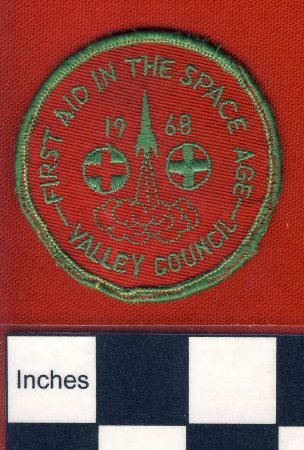 FIRST AID IN THE SPACE AGE
19 68
VALLEY COUNCIL
Inches